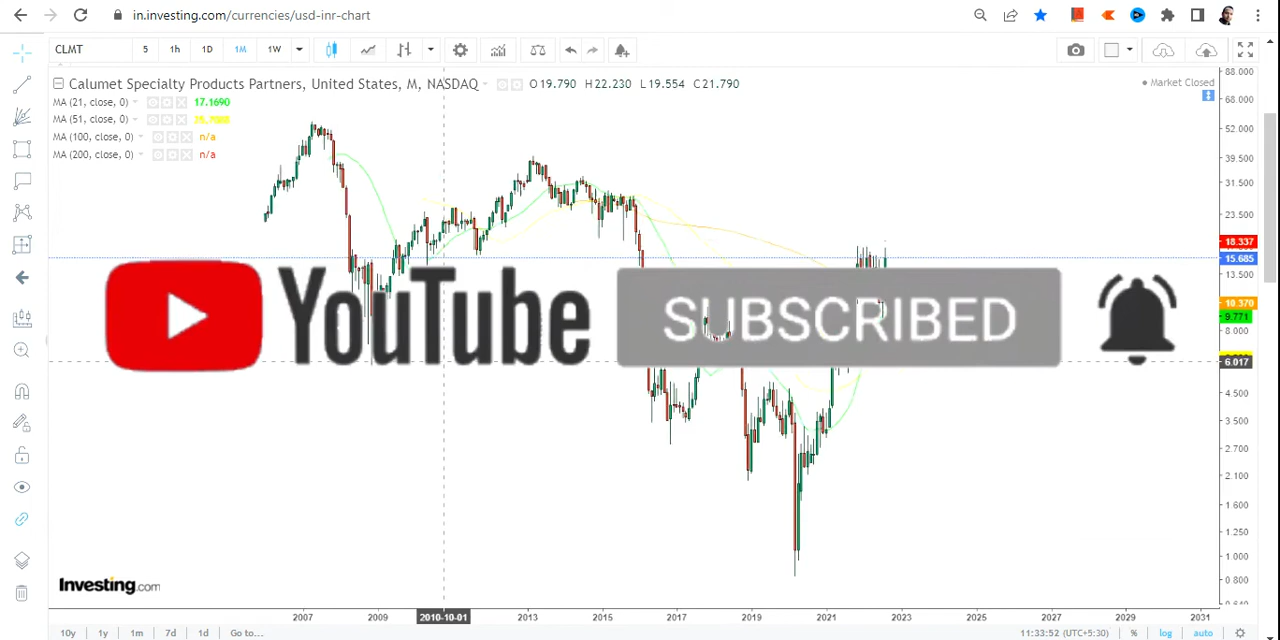 in.investing.com/currencies/usd-inr-chart
CLMT 5 1h 1D 1M 1W
Calumet Specialty Products Partners, United States, M, NASDAQ O19.790 H22.230 L19.554 C21.790
Market Closed
MA (21, close, 0) 17.1690
MA (51, close, 0)
MA (100, close, 0) n/a
MA (200, close, 0) n/a
88.000
68.000
52.000
39.500
31.500
23.500
18.337
15.685
13.500
10.370
9.771
8.000
6.017
4.500
3.500
2.700
2.100
1.600
1.250
1.000
0.800
YouTube SUBSCRIBED
Investing.com
2007 2009 2010-10-01 2013 2015 2017 2019 2021 2023 2025 2027 2029 2031
10y 1y 1m 7d 1d Go to... 11:33:52 (UTC+5:30) % log auto